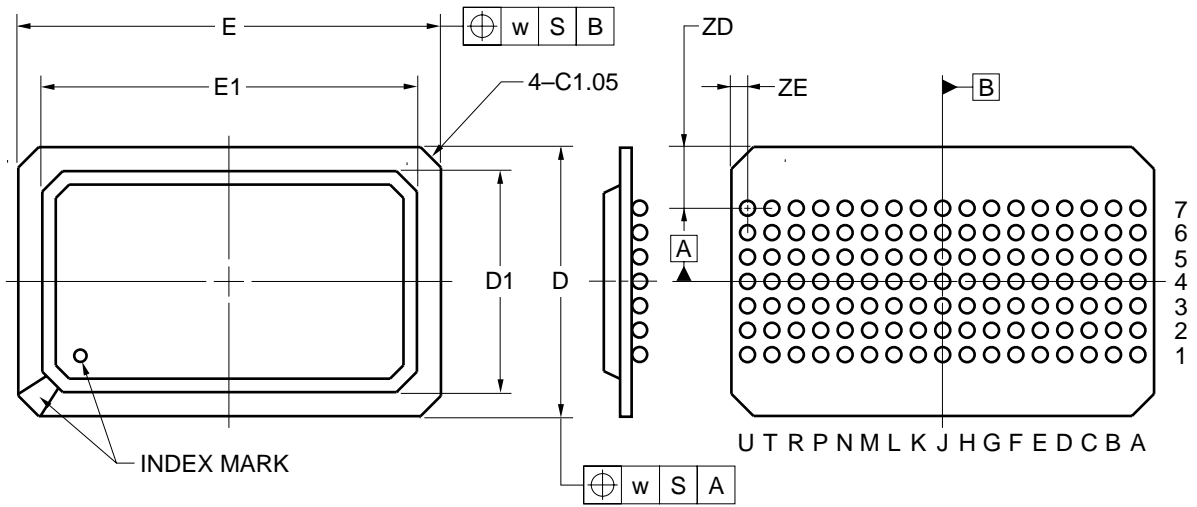 E
w S B
ZD
E1
4–C1.05
ZE
B
7
6
A
5
D1
D
4
3
2
1
U T R P N M L K J H G F E D C B A
INDEX MARK
w S A